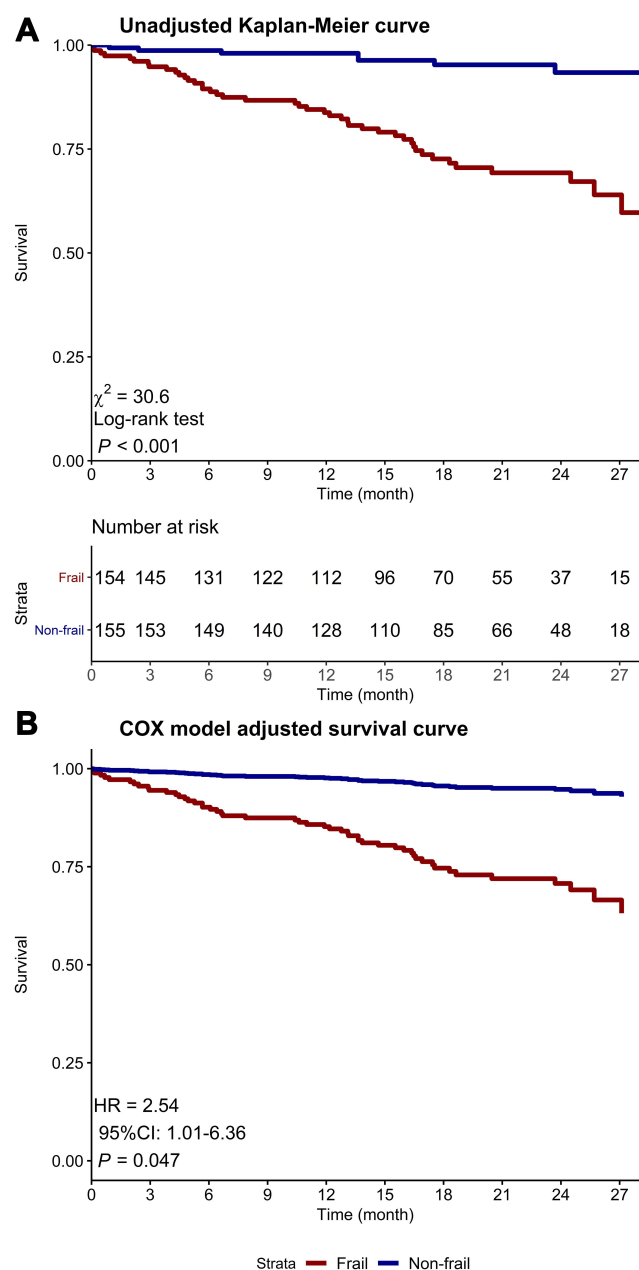 A
Unadjusted Kaplan-Meier curve
1.00
0.75
0.50
0.25
0.00
Survival
χ2 = 30.6
Log-rank test
P < 0.001
0 3 6 9 12 15 18 21 24 27
Time (month)
Number at risk
Strata
Frail 154 145 131 122 112 96 70 55 37 15
Non-frail 155 153 149 140 128 110 85 66 48 18
0 3 6 9 12 15 18 21 24 27
Time (month)
B
COX model adjusted survival curve
1.00
0.75
0.50
0.25
0.00
Survival
HR = 2.54
95%CI: 1.01-6.36
P = 0.047
0 3 6 9 12 15 18 21 24 27
Time (month)
Strata Frail Non-frail